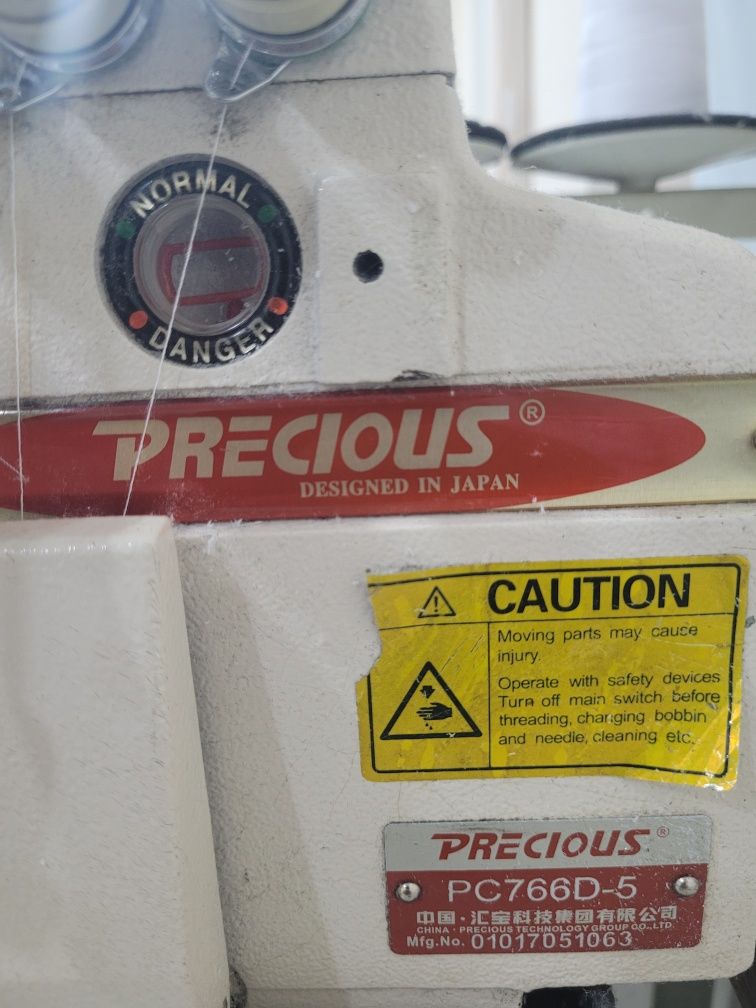 NORMAL
DANGER
PRECIOUS®
DESIGNED IN JAPAN
CAUTION
Moving parts may cause
injury.
Operate with safety devices
Turn off main switch before
threading, changing bobbin
and needle, cleaning etc.
PRECIOUS®
PC766D-5
中国·汇宝科技集团有限公司
CHINA · PRECIOUS TECHNOLOGY GROUP CO.,LTD
Mfg.No. 01017051063